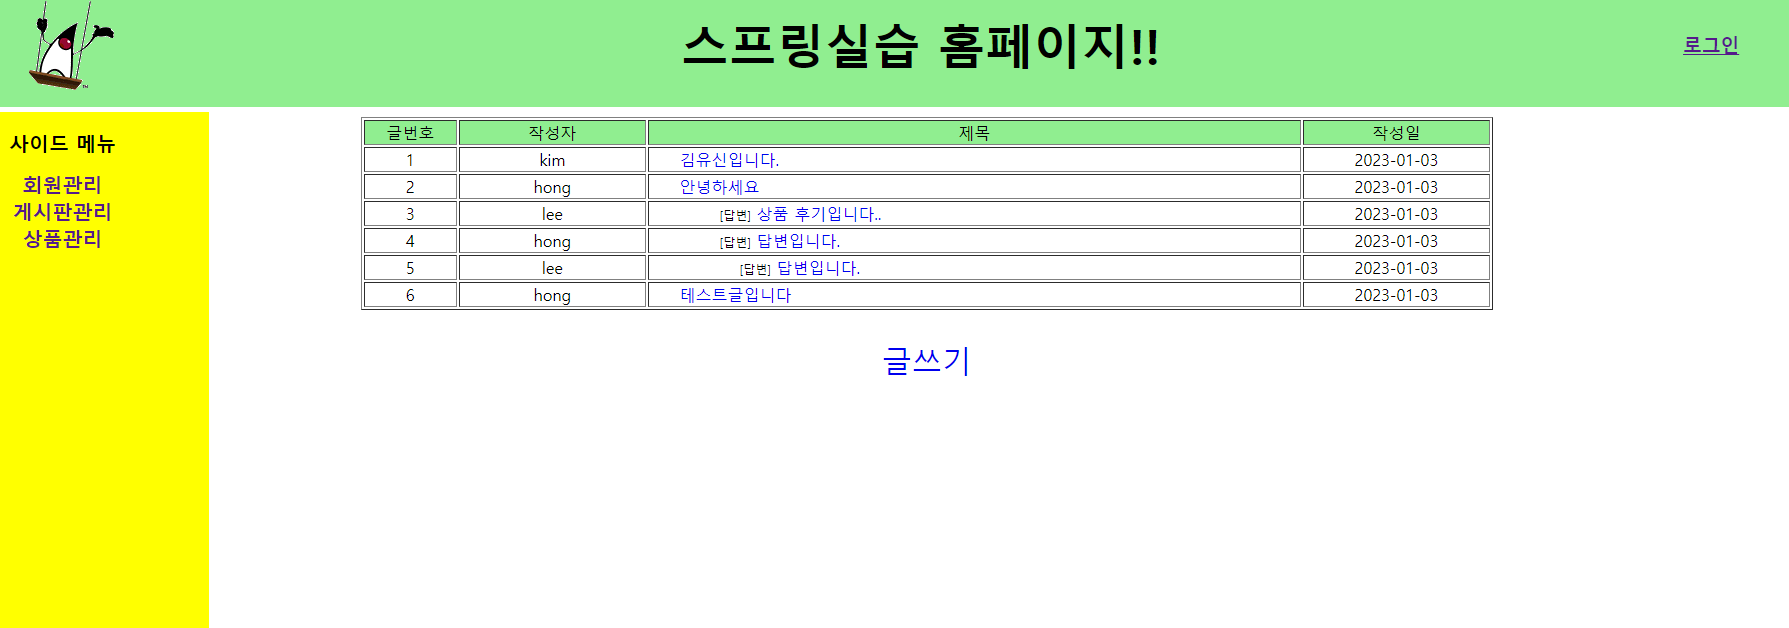 스프링실습 홈페이지!!
로그인
사이드 메뉴
회원관리
게시판관리
상품관리
글번호 작성자 제목 작성일
1 kim 김유신입니다. 2023-01-03
2 hong 안녕하세요 2023-01-03
3 lee [답변] 상품 후기입니다.. 2023-01-03
4 hong [답변] 답변입니다. 2023-01-03
5 lee [답변] 답변입니다. 2023-01-03
6 hong 테스트글입니다 2023-01-03
글쓰기